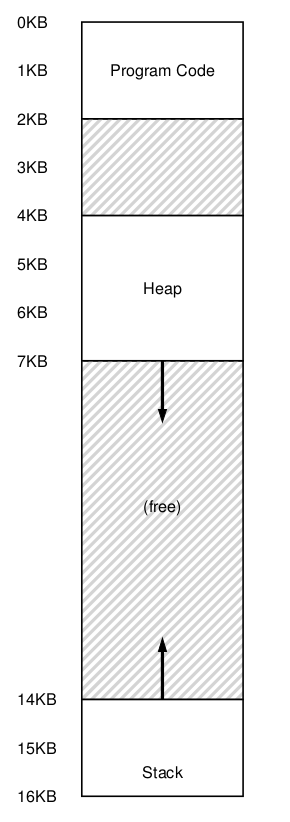 0KB
1KB
Program Code
2KB
3KB
4KB
5KB
Heap
6KB
7KB
(free)
14KB
15KB
Stack
16KB